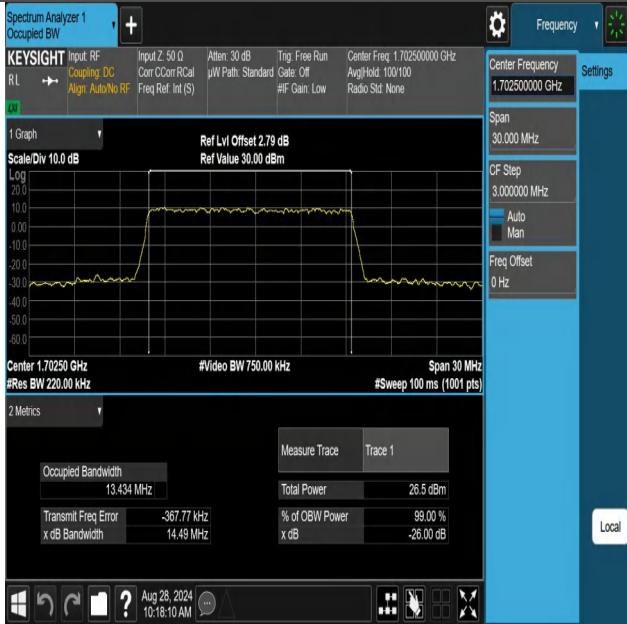 Spectrum Analyzer 1
Occupied BW
+
Frequency
KEYSIGHT
RL
LXI
Input: RF
Coupling: DC
Align: Auto/No RF
Input Z: 50 Ω
Corr CCorr RCal
Freq Ref: Int (S)
Atten: 30 dB
µW Path: Standard
Trig: Free Run
Gate: Off
#IF Gain: Low
Center Freq: 1.702500000 GHz
Avg|Hold: 100/100
Radio Std: None
Center Frequency
1.702500000 GHz
Settings
Span
30.000 MHz
CF Step
3.000000 MHz
Auto
Man
Freq Offset
0 Hz
Local
1 Graph
Scale/Div 10.0 dB
Ref Lvl Offset 2.79 dB
Ref Value 30.00 dBm
Log
20.0
10.0
0.00
-10.0
-20.0
-30.0
-40.0
-50.0
-60.0
Center 1.70250 GHz
#Res BW 220.00 kHz
#Video BW 750.00 kHz
Span 30 MHz
#Sweep 100 ms (1001 pts)
2 Metrics
Measure Trace Trace 1
Occupied Bandwidth
13.434 MHz
Total Power 26.5 dBm
Transmit Freq Error -367.77 kHz
% of OBW Power 99.00 %
x dB Bandwidth 14.49 MHz
x dB -26.00 dB
?
Aug 28, 2024
10:18:10 AM